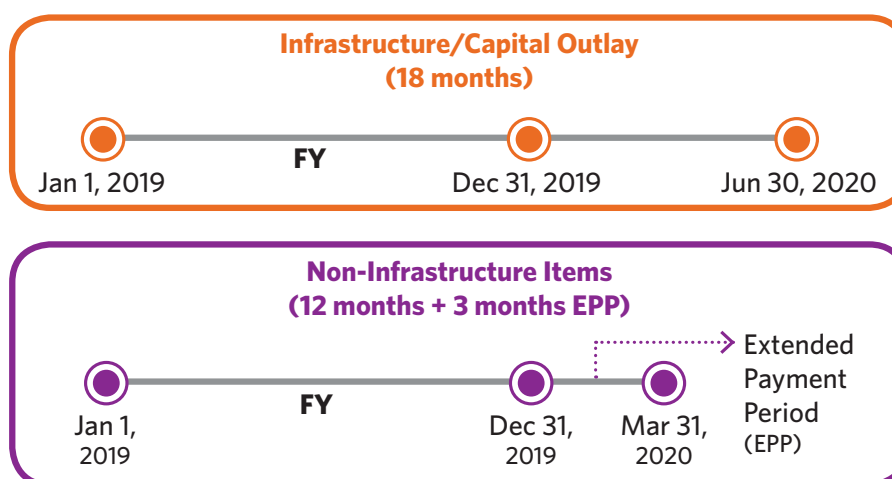 Infrastructure/Capital Outlay
(18 months)
FY
Jan 1, 2019
Dec 31, 2019
Jun 30, 2020
Non-Infrastructure Items
(12 months + 3 months EPP)
Extended
Payment
Period
(EPP)
FY
Jan 1,
2019
Dec 31,
2019
Mar 31,
2020